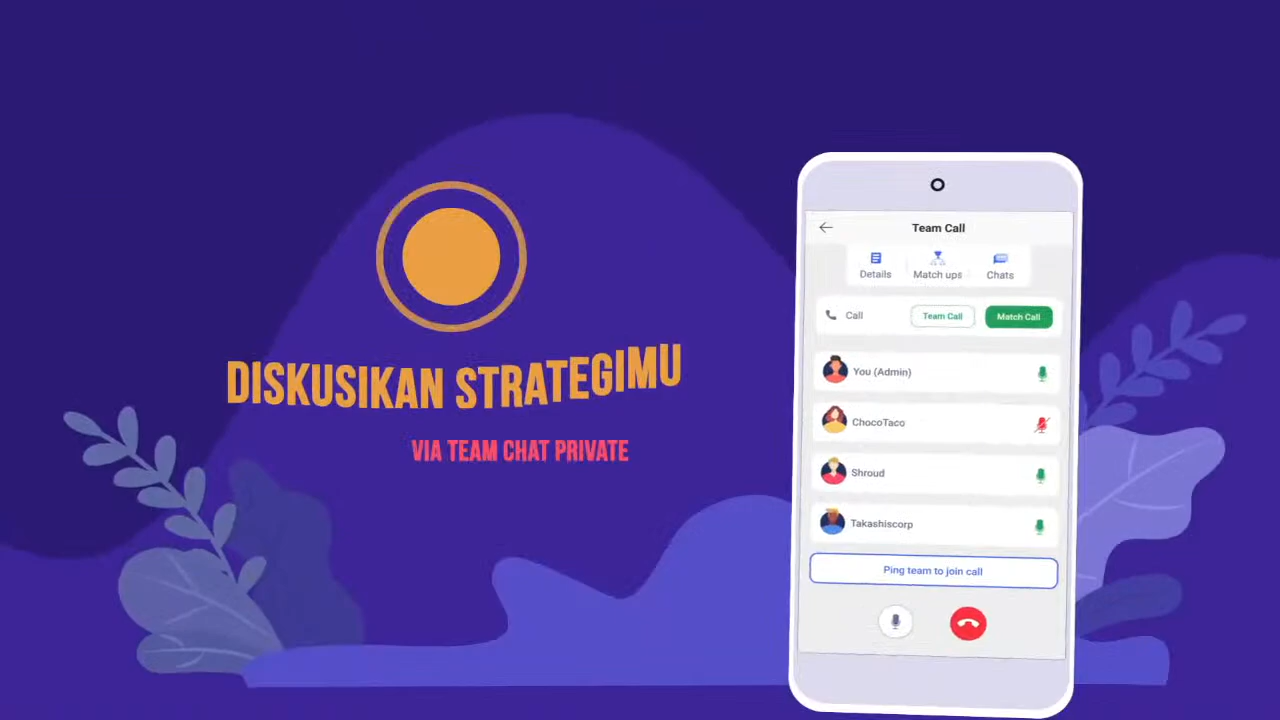 DISKUSIKAN STRATEGIMU
VIA TEAM CHAT PRIVATE
Team Call
Details Match ups Chats
Call Team Call Match Call
You (Admin)
ChocoTaco
Shroud
Takashiscorp
Ping team to join call